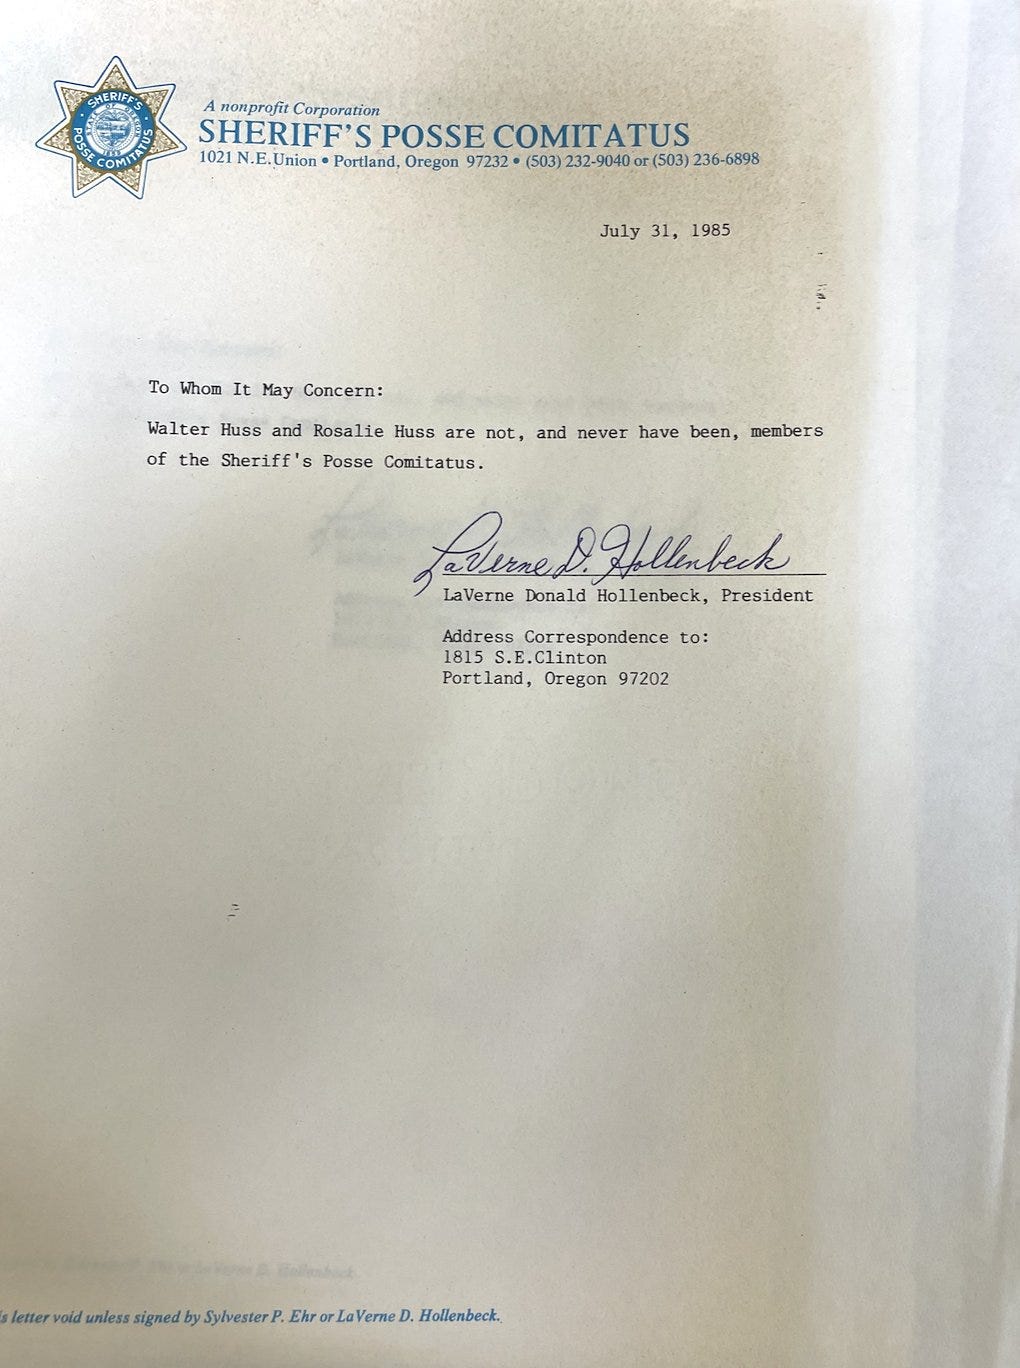 SHERIFF'S
POSSE COMITATUS
1859
A nonprofit Corporation
SHERIFF'S POSSE COMITATUS
1021 N.E.Union • Portland, Oregon 97232 • (503) 232-9040 or (503) 236-6898
July 31, 1985
To Whom It May Concern:
Walter Huss and Rosalie Huss are not, and never have been, members
of the Sheriff's Posse Comitatus.
LaVerne D. Hollenbeck
LaVerne Donald Hollenbeck, President
Address Correspondence to:
1815 S.E.Clinton
Portland, Oregon 97202
s letter void unless signed by Sylvester P. Ehr or LaVerne D. Hollenbeck.